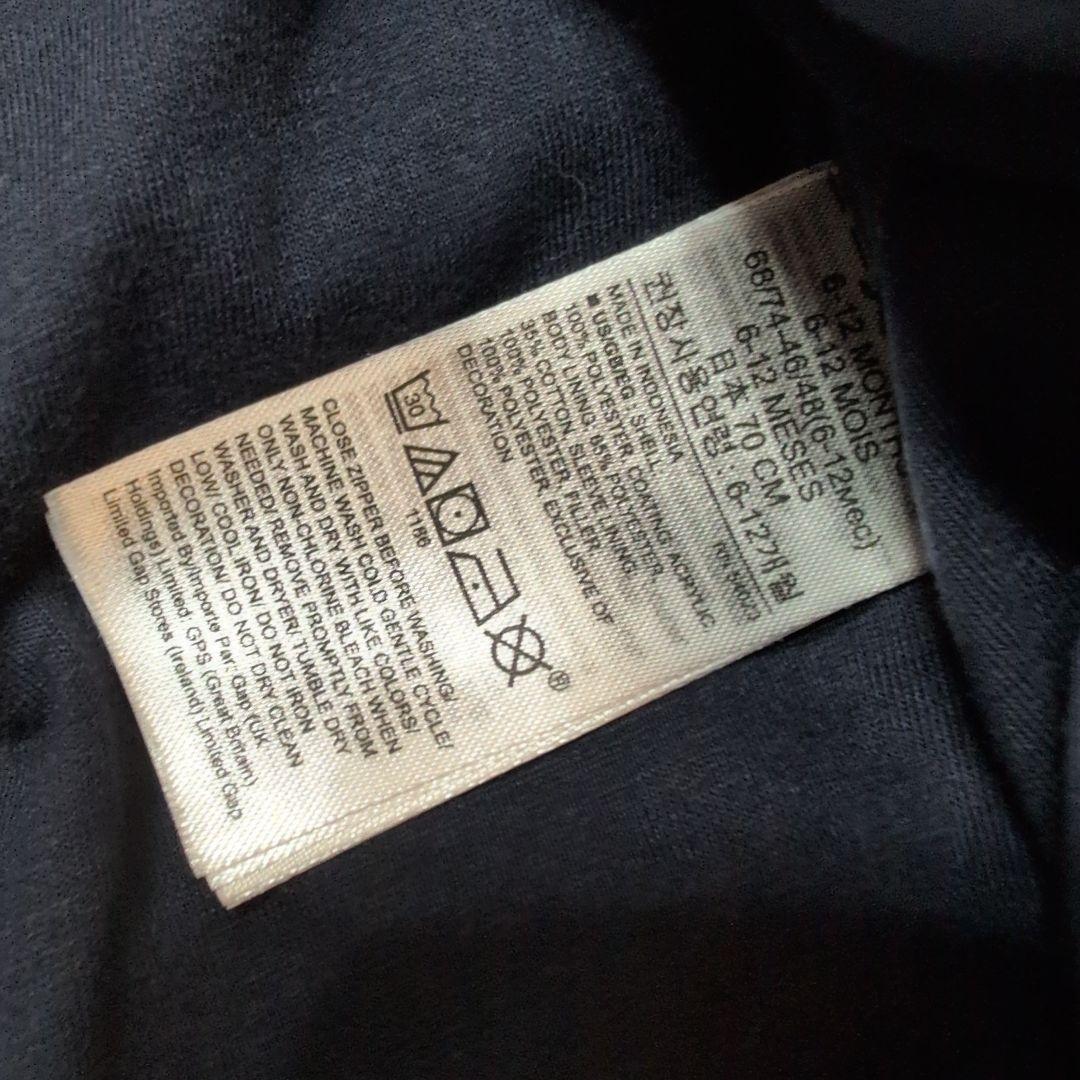 6-12 MONTHS
6-12 MOIS
68/74-46/48(6-12мес)
6-12 MESES
日本 70 CM
권장사용연령: 6-12개월
MADE IN INDONESIA
■ US/GB/EG : SHELL
100% POLYESTER, COATING ACRYLIC,
BODY LINING 65% POLYESTER,
35% COTTON, SLEEVE LINING,
100% POLYESTER, FILLER,
100% POLYESTER, EXCLUSIVE OF
DECORATION
30
1196
®
CLOSE ZIPPER BEFORE WASHING/
MACHINE WASH COLD GENTLE CYCLE/
WASH AND DRY WITH LIKE COLORS/
ONLY NON-CHLORINE BLEACH WHEN
NEEDED/ REMOVE PROMPTLY FROM
WASHER AND DRYER/ TUMBLE DRY
LOW/ COOL IRON/ DO NOT IRON
DECORATION/ DO NOT DRY CLEAN
Imported By/Importe Par: Gap (UK
Holdings) Limited GPS (Great Britain)
Limited Gap Stores (Ireland) Limited Gap